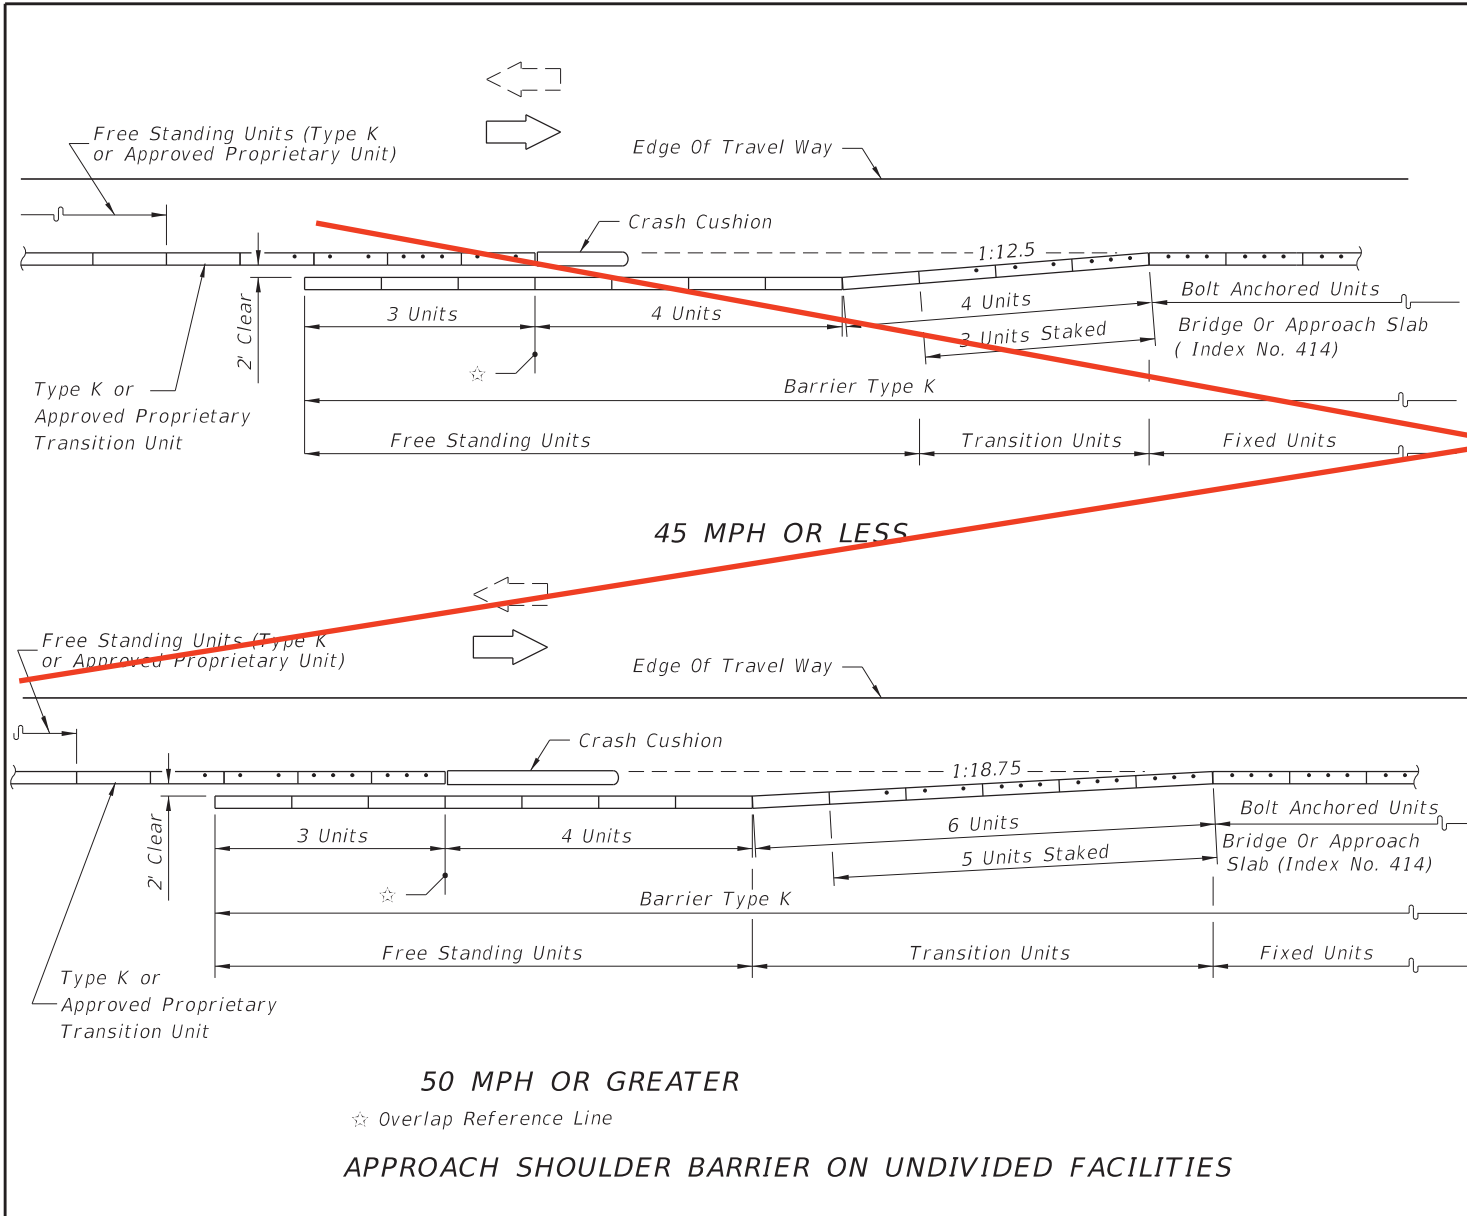 Free Standing Units (Type K
or Approved Proprietary Unit)
Edge Of Travel Way
Crash Cushion
1:12.5
2' Clear
3 Units
4 Units
4 Units
3 Units Staked
Bolt Anchored Units
Bridge Or Approach Slab
( Index No. 414)
☆
Type K or
Approved Proprietary
Transition Unit
Barrier Type K
Free Standing Units
Transition Units
Fixed Units
45 MPH OR LESS
Free Standing Units (Type K
or Approved Proprietary Unit)
Edge Of Travel Way
Crash Cushion
1:18.75
2' Clear
3 Units
4 Units
6 Units
5 Units Staked
Bolt Anchored Units
Bridge Or Approach
Slab (Index No. 414)
☆
Barrier Type K
Free Standing Units
Transition Units
Fixed Units
Type K or
Approved Proprietary
Transition Unit
50 MPH OR GREATER
☆ Overlap Reference Line
APPROACH SHOULDER BARRIER ON UNDIVIDED FACILITIES